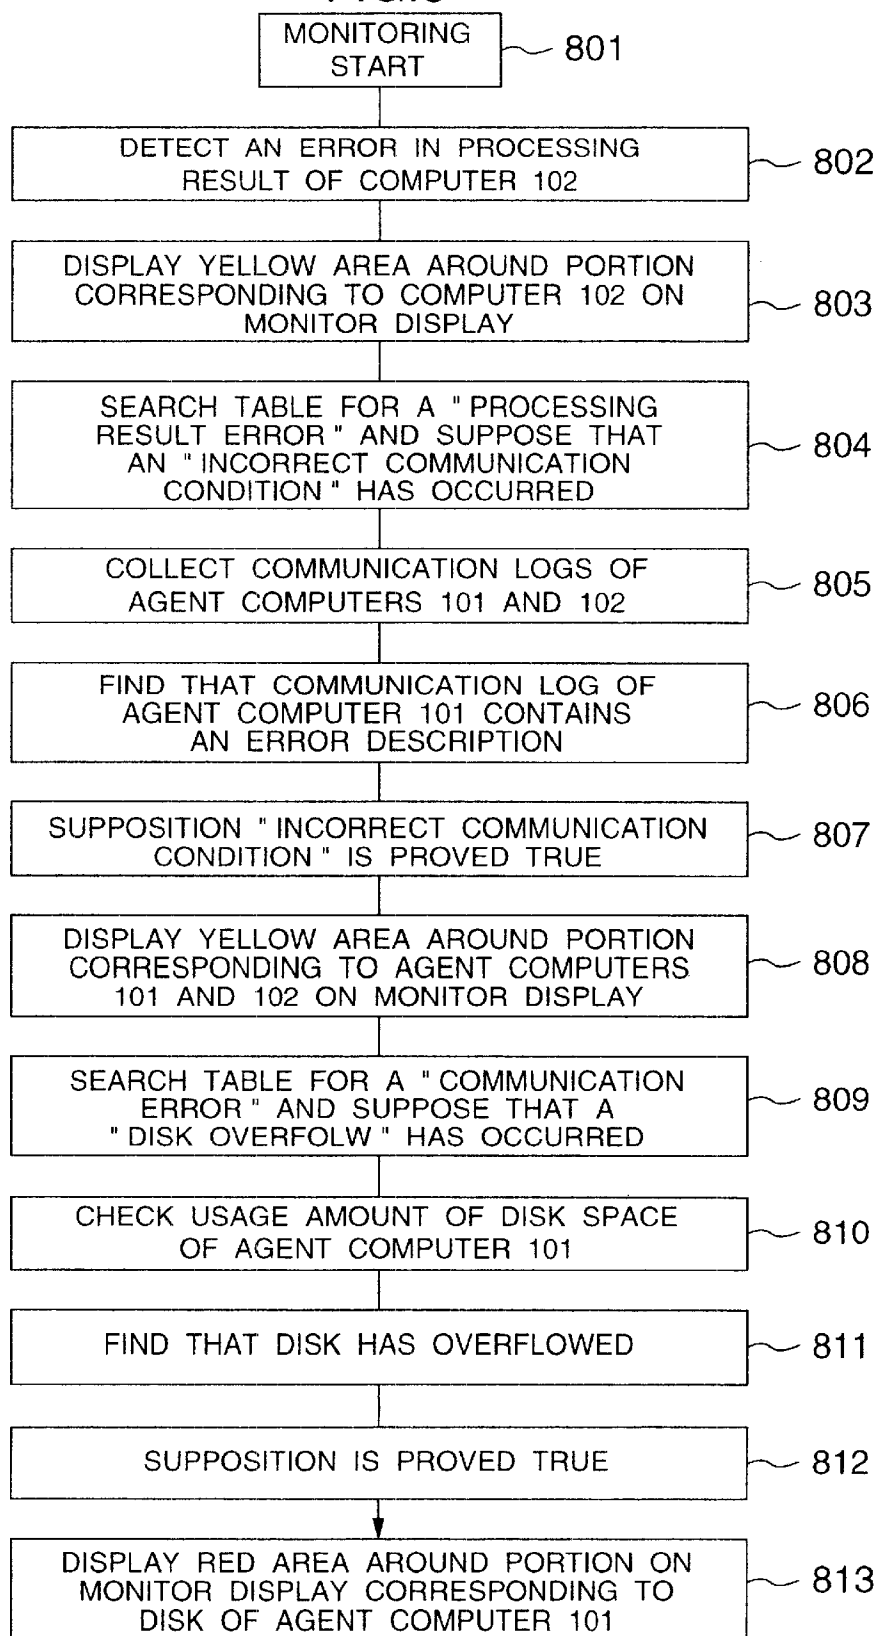 MONITORING
START
801
DETECT AN ERROR IN PROCESSING
RESULT OF COMPUTER 102
802
DISPLAY YELLOW AREA AROUND PORTION
CORRESPONDING TO COMPUTER 102 ON
MONITOR DISPLAY
803
SEARCH TABLE FOR A "PROCESSING
RESULT ERROR" AND SUPPOSE THAT
AN "INCORRECT COMMUNICATION
CONDITION" HAS OCCURRED
804
COLLECT COMMUNICATION LOGS OF
AGENT COMPUTERS 101 AND 102
805
FIND THAT COMMUNICATION LOG OF
AGENT COMPUTER 101 CONTAINS
AN ERROR DESCRIPTION
806
SUPPOSITION "INCORRECT COMMUNICATION
CONDITION" IS PROVED TRUE
807
DISPLAY YELLOW AREA AROUND PORTION
CORRESPONDING TO AGENT COMPUTERS
101 AND 102 ON MONITOR DISPLAY
808
SEARCH TABLE FOR A "COMMUNICATION
ERROR" AND SUPPOSE THAT A
"DISK OVERFOLW" HAS OCCURRED
809
CHECK USAGE AMOUNT OF DISK SPACE
OF AGENT COMPUTER 101
810
FIND THAT DISK HAS OVERFLOWED
811
SUPPOSITION IS PROVED TRUE
812
DISPLAY RED AREA AROUND PORTION ON
MONITOR DISPLAY CORRESPONDING TO
DISK OF AGENT COMPUTER 101
813